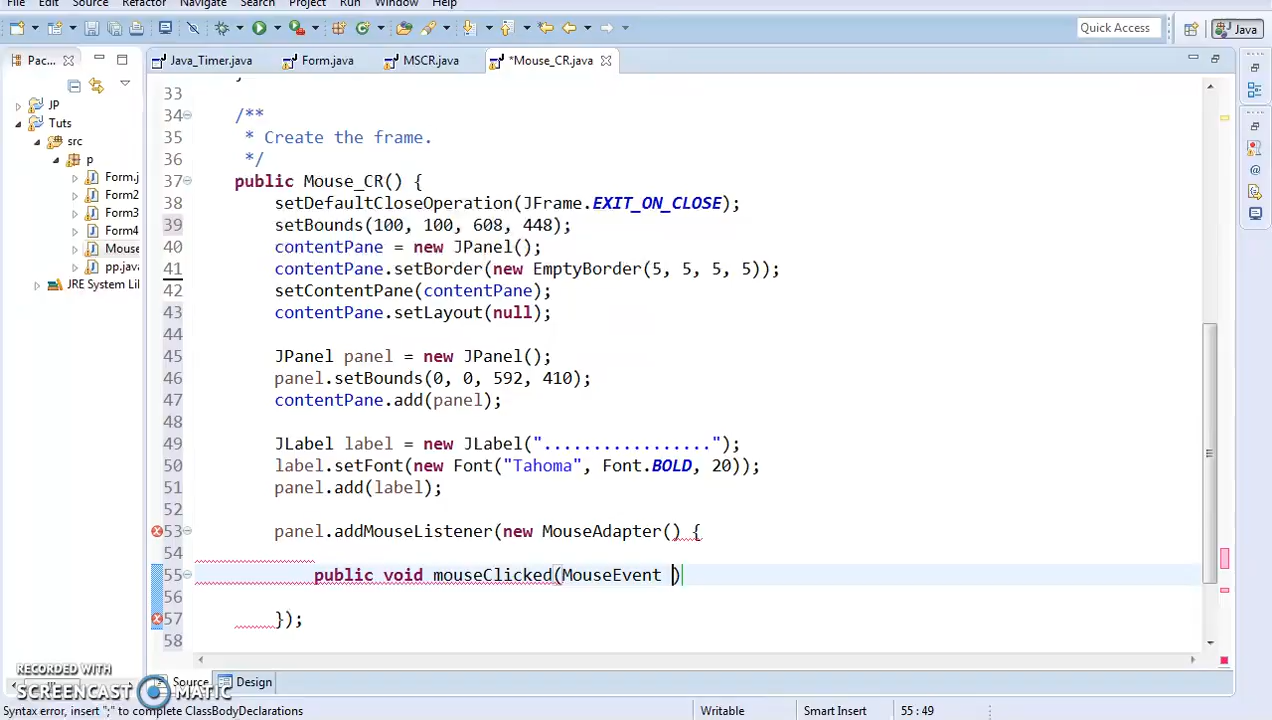 File Edit Source Refactor Navigate Search Project Run Window Help
Quick Access
Java
Pac...
Java_Timer.java
Form.java
MSCR.java
*Mouse_CR.java
JP
Tuts
src
p
Form.j
Form2
Form3
Form4
Mouse
pp.java
JRE System Lib
33
34 /**
35 * Create the frame.
36 */
37 public Mouse_CR() {
38 setDefaultCloseOperation(JFrame.EXIT_ON_CLOSE);
39 setBounds(100, 100, 608, 448);
40 contentPane = new JPanel();
41 contentPane.setBorder(new EmptyBorder(5, 5, 5, 5));
42 setContentPane(contentPane);
43 contentPane.setLayout(null);
44
45 JPanel panel = new JPanel();
46 panel.setBounds(0, 0, 592, 410);
47 contentPane.add(panel);
48
49 JLabel label = new JLabel(".................");
50 label.setFont(new Font("Tahoma", Font.BOLD, 20));
51 panel.add(label);
52
53 panel.addMouseListener(new MouseAdapter() {
54
55 public void mouseClicked(MouseEvent )
56
57 });
58
RECORDED WITH
SCREENCAST MATIC
Source Design
Syntax error, insert ";" to complete ClassBodyDeclarations
Writable
Smart Insert
55 : 49